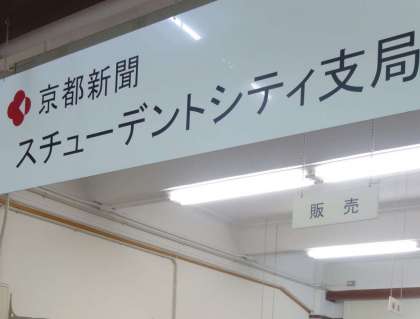 京都新聞
スチューデントシティ支局
販売